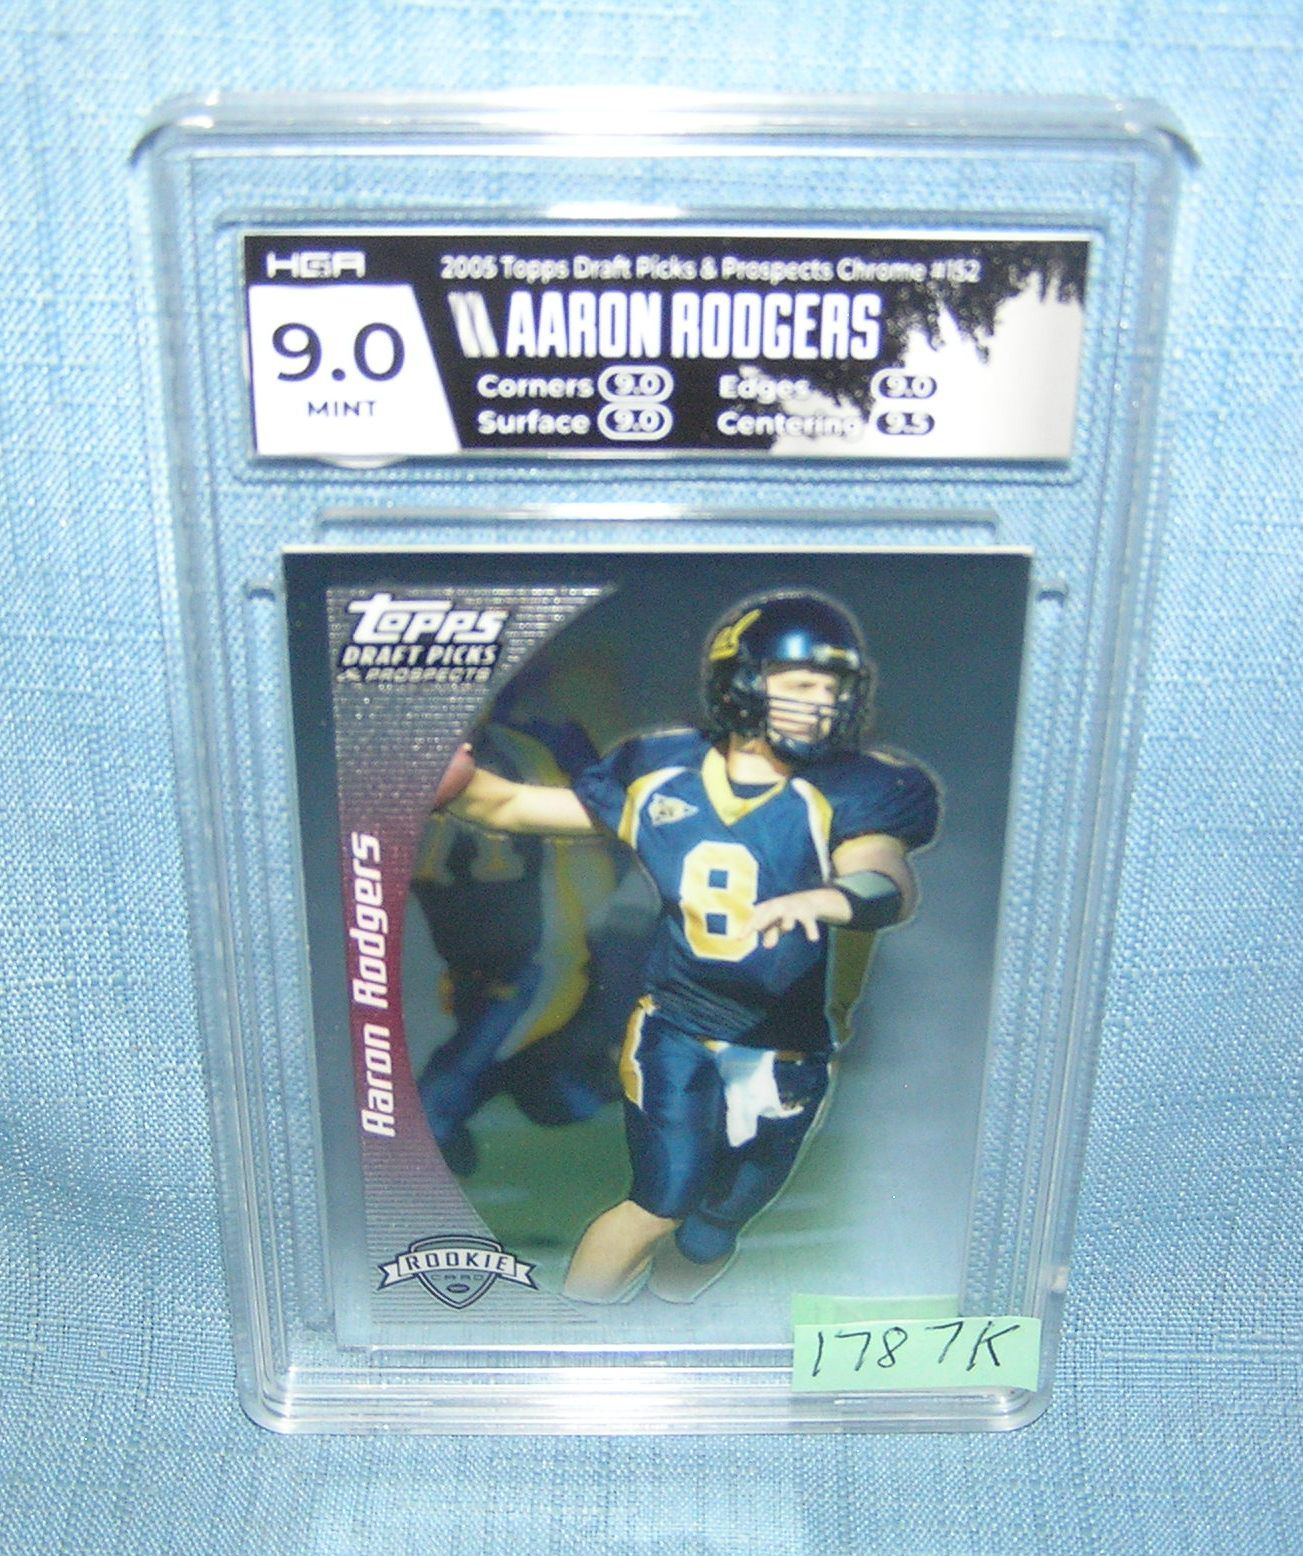 HGA
2005 Topps Draft Picks & Prospects Chrome #152
9.0
MINT
AARON RODGERS
Corners 9.0 Edges 9.0
Surface 9.0 Centering 9.5
Topps
DRAFT PICKS
& PROSPECTS
Aaron Rodgers
8
ROOKIE
CARD
1787K